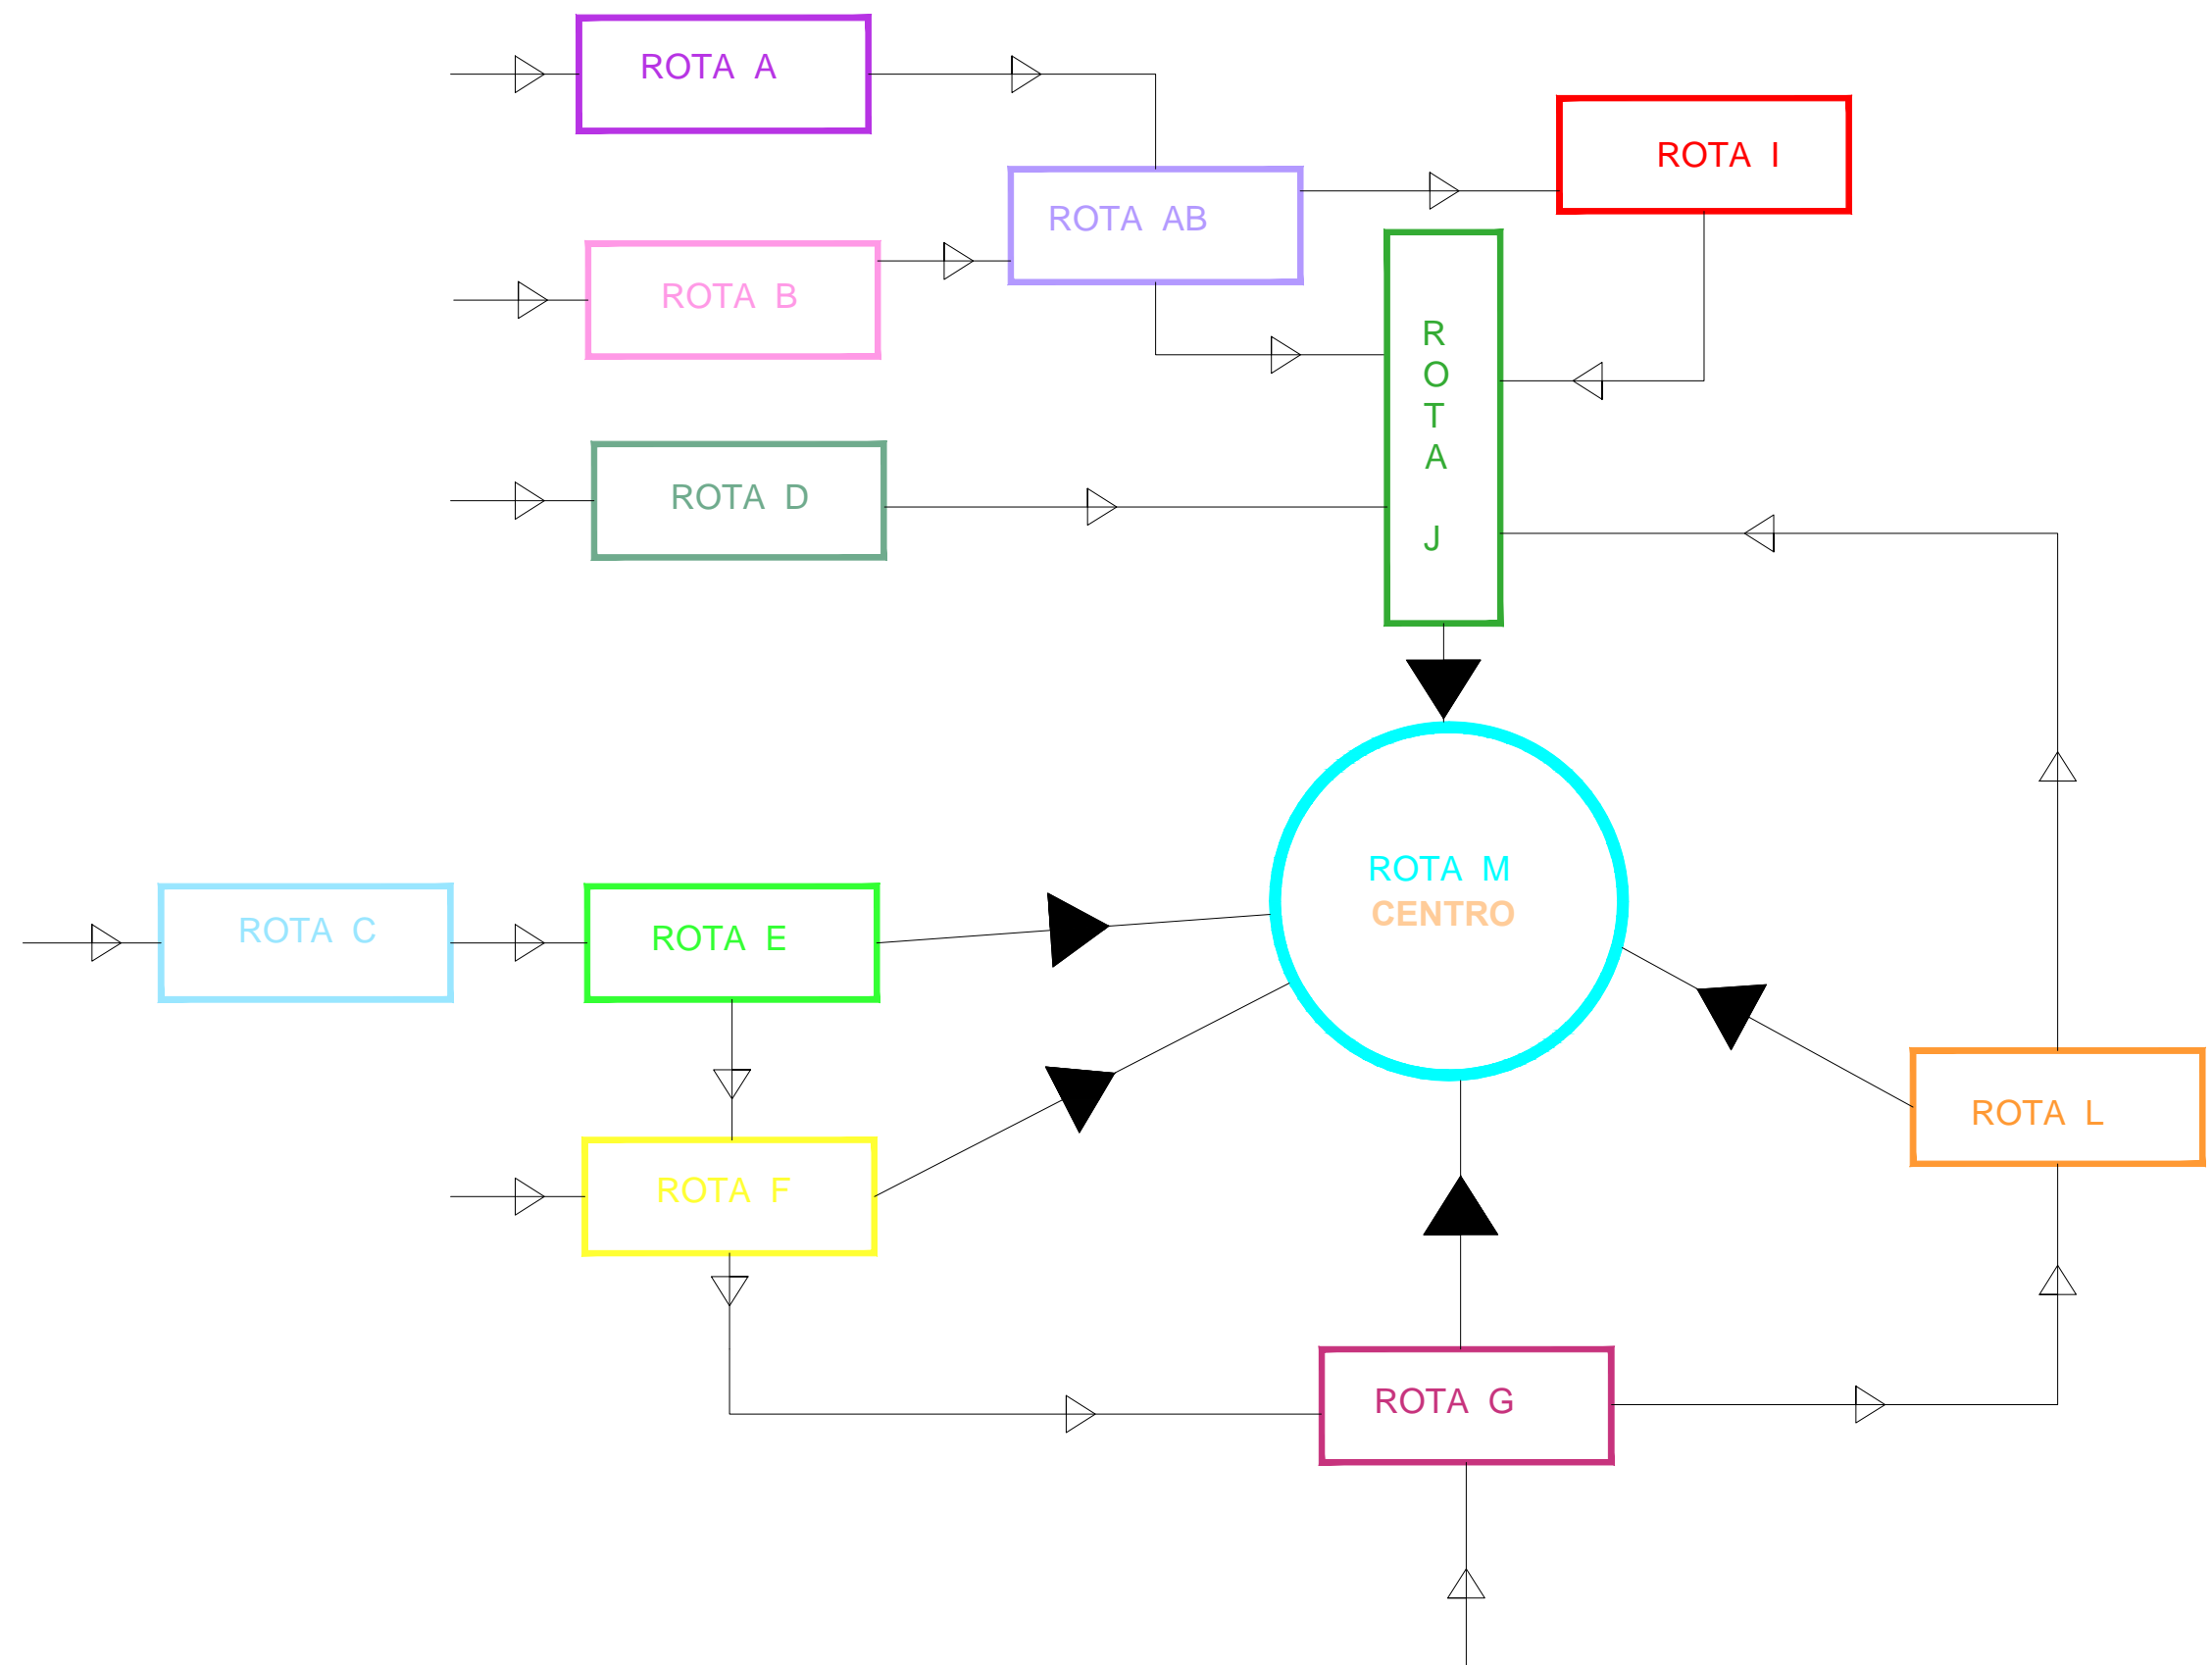 ROTA A
ROTA I
ROTA AB
ROTA B
R
O
T
A
J
ROTA D
ROTA M
CENTRO
ROTA C
ROTA E
ROTA L
ROTA F
ROTA G